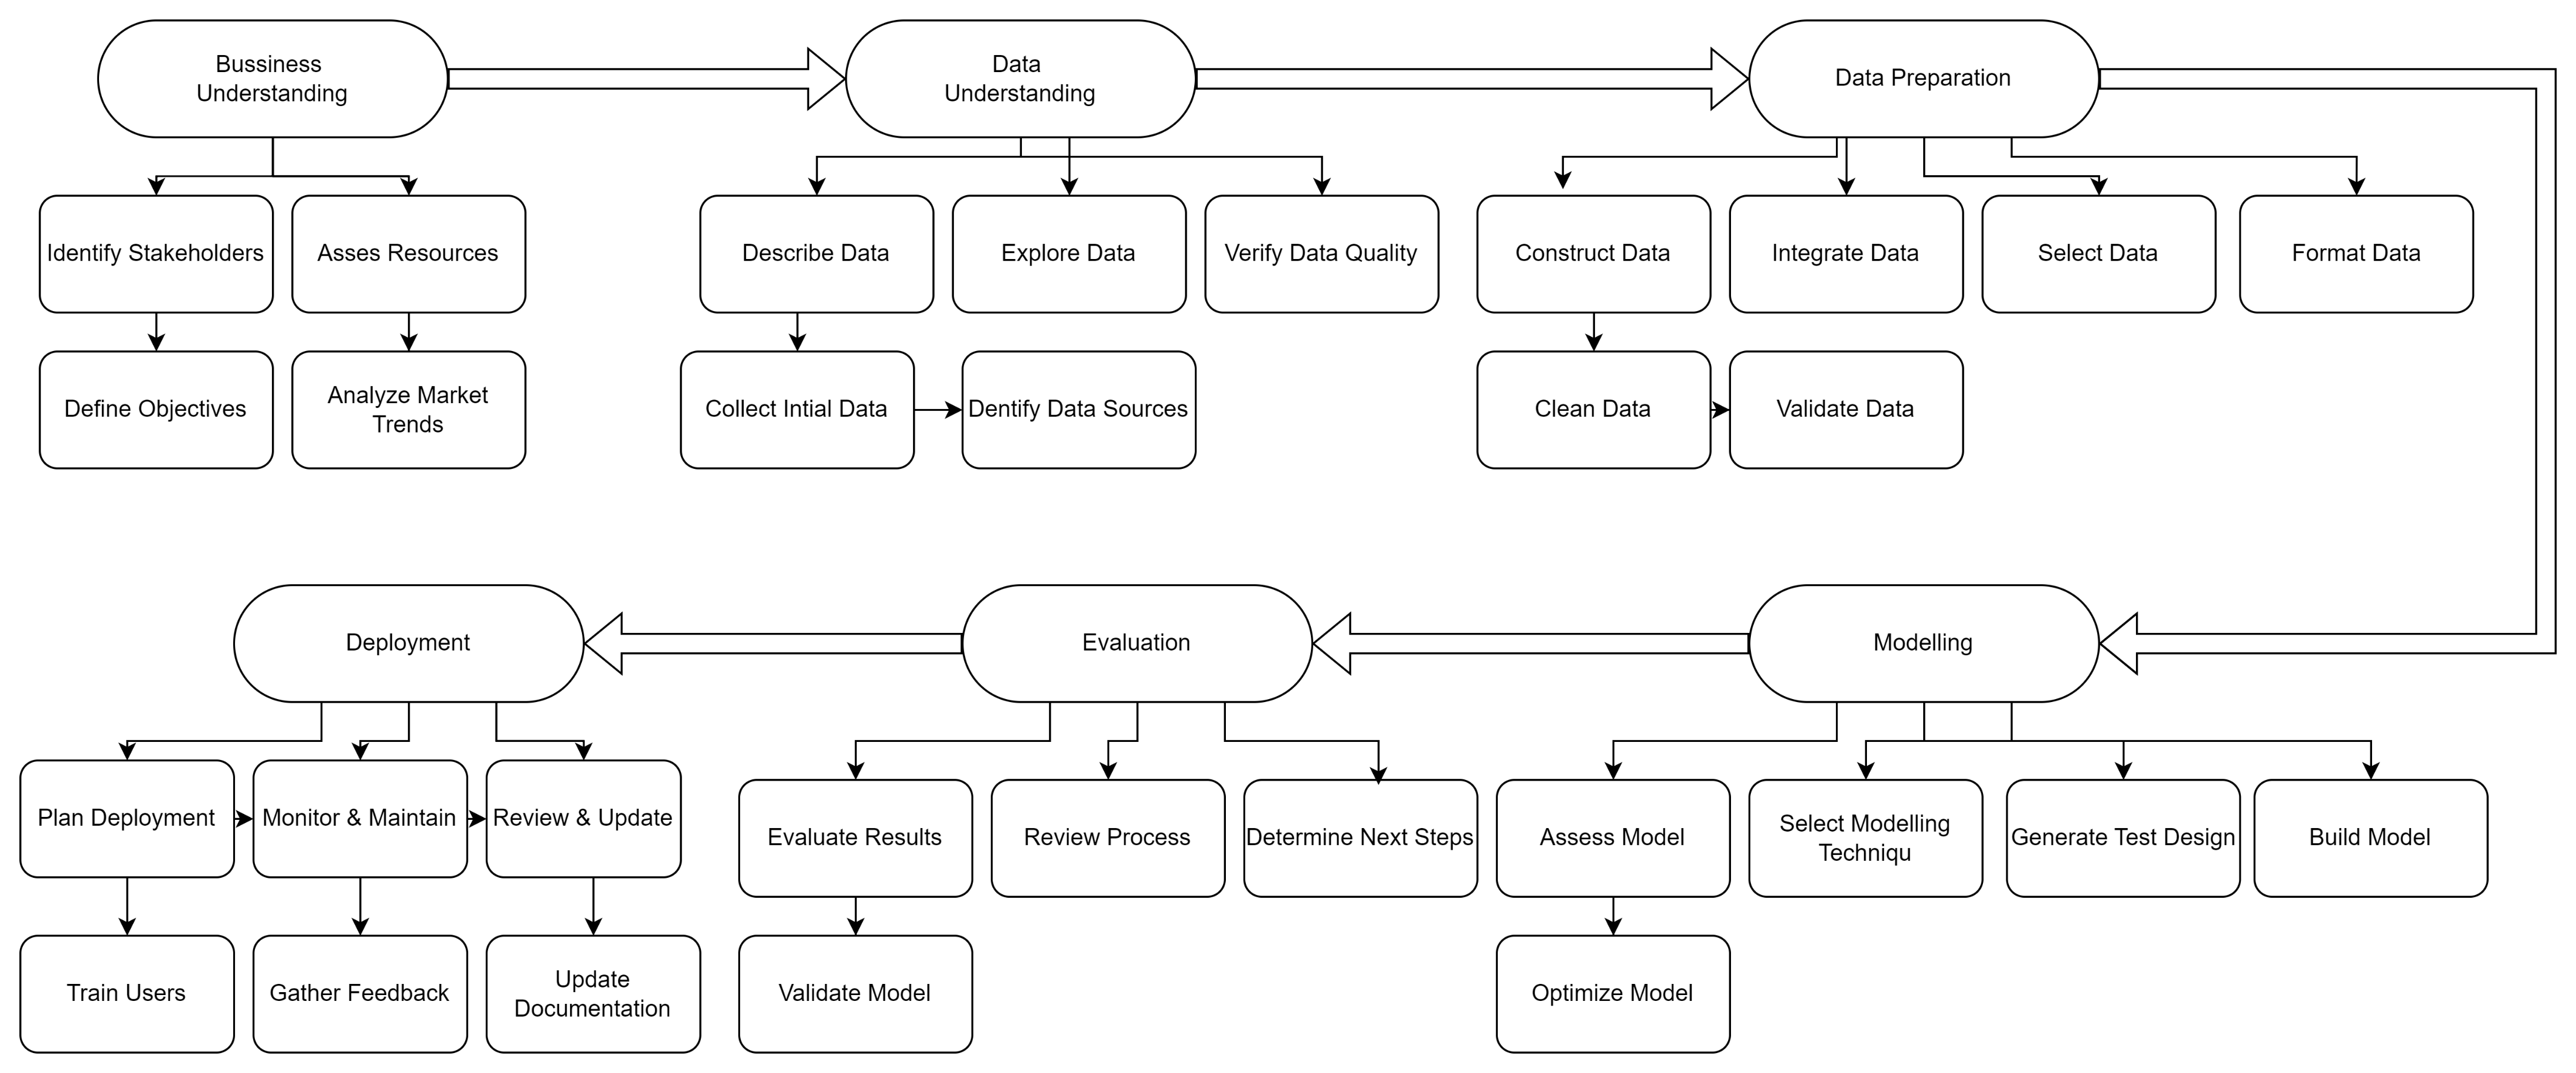 Bussiness
Understanding
Data
Understanding
Data Preparation
Identify Stakeholders
Asses Resources
Describe Data
Explore Data
Verify Data Quality
Construct Data
Integrate Data
Select Data
Format Data
Define Objectives
Analyze Market
Trends
Collect Intial Data
Dentify Data Sources
Clean Data
Validate Data
Deployment
Evaluation
Modelling
Plan Deployment
Monitor & Maintain
Review & Update
Evaluate Results
Review Process
Determine Next Steps
Assess Model
Select Modelling
Techniqu
Generate Test Design
Build Model
Train Users
Gather Feedback
Update
Documentation
Validate Model
Optimize Model